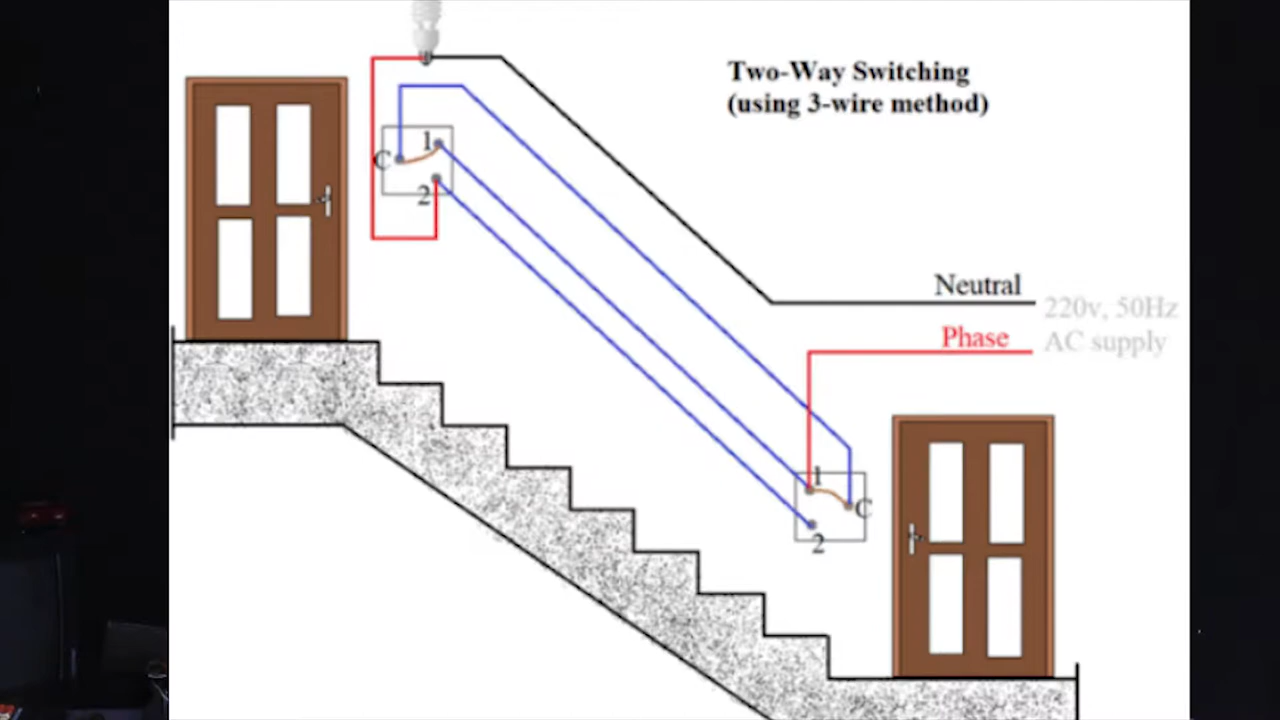 Two-Way Switching
(using 3-wire method)
C
1
2
Neutral
220v, 50Hz
Phase
AC supply
1
C
2